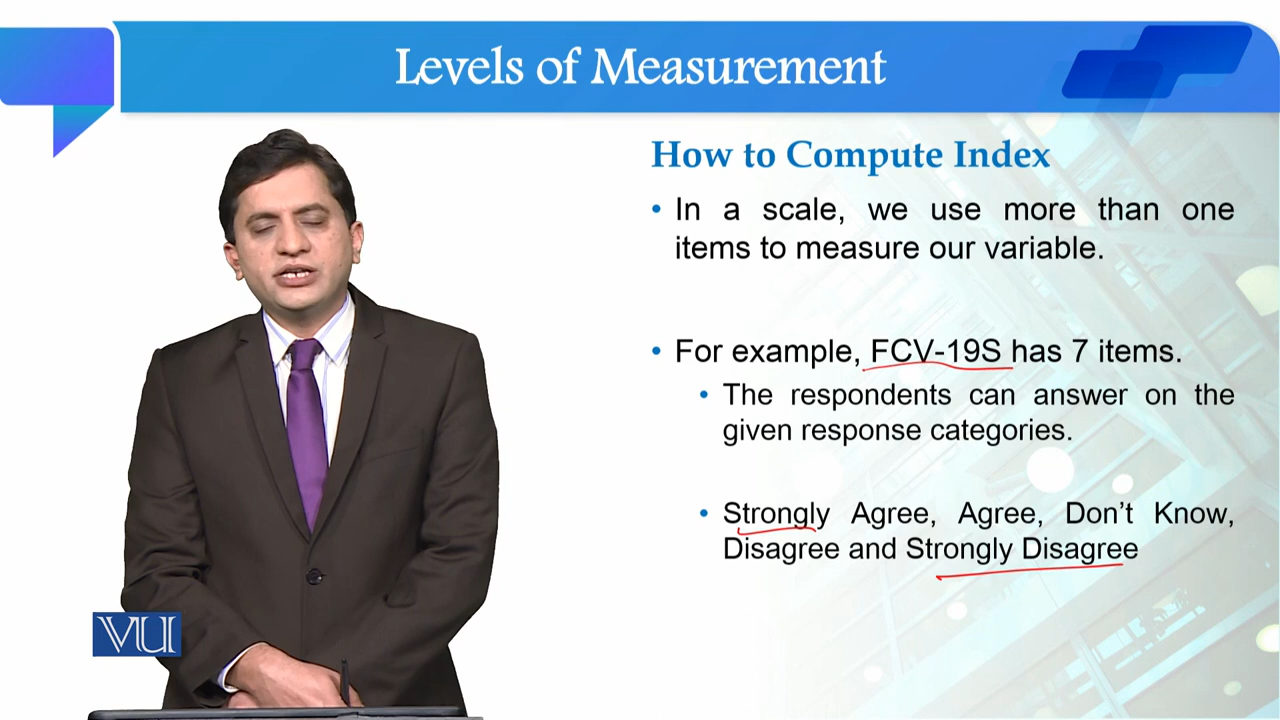 Levels of Measurement
How to Compute Index
• In a scale, we use more than one
items to measure our variable.
• For example, FCV-19S has 7 items.
• The respondents can answer on the
given response categories.
• Strongly Agree, Agree, Don't Know,
Disagree and Strongly Disagree
VU